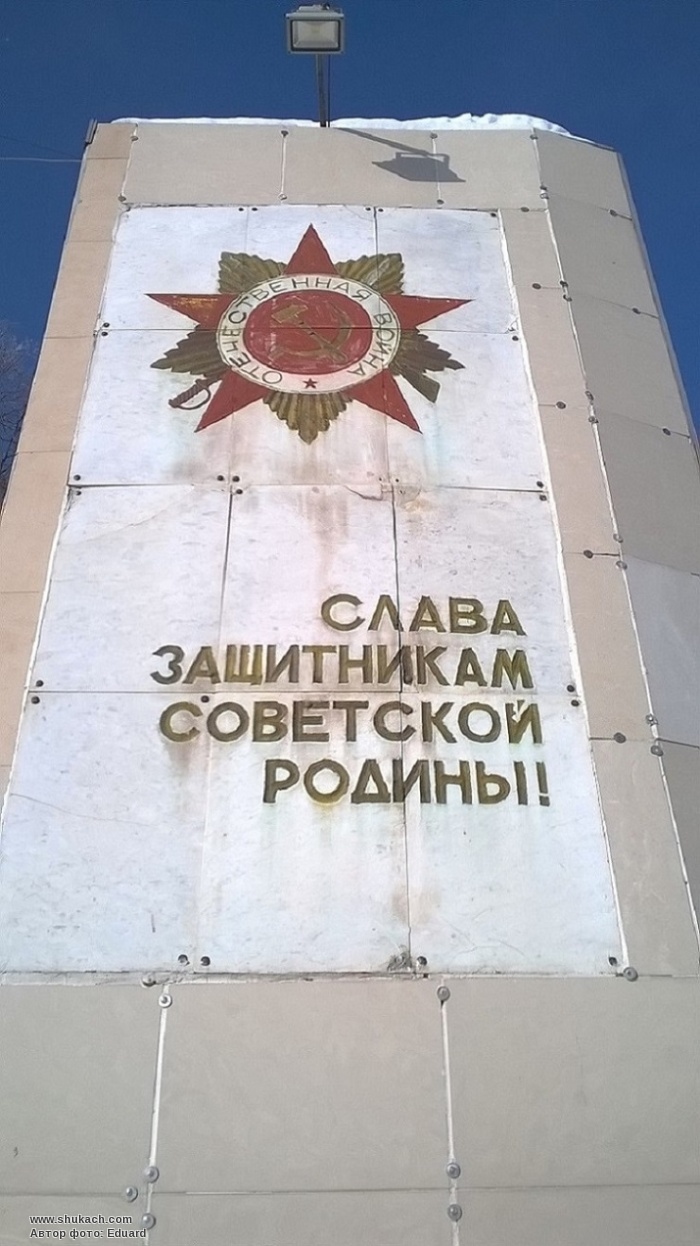 ОТЕЧЕСТВЕННАЯ ВОЙНА
СЛАВА
ЗАЩИТНИКАМ
СОВЕТСКОЙ
РОДИНЫ!
www.shukach.com
Автор фото: Eduard